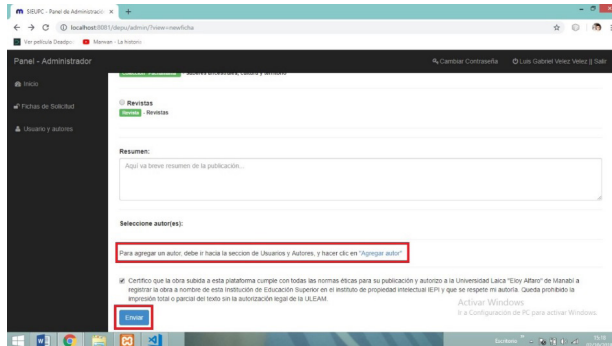 SIEUPC - Panel de Administracio
localhost:8081/depu/admin/?view=newficha
Ver película Deadpo
Marwan - La histori
Panel - Administrador
Cambiar Contraseña
Luis Gabriel Velez Velez || Salir
Inicio
Fichas de Solicitud
Usuario y autores
Revistas
Revista - Revistas
Resumen:
Aquí va breve resumen de la publicación...
Seleccione autor(es):
Para agregar un autor, debe ir hacia la seccion de Usuarios y Autores, y hacer clic en "Agregar autor"
Certifico que la obra subida a esta plataforma cumple con todas las normas éticas para su publicación y autorizo a la Universidad Laica "Eloy Alfaro" de Manabí a
registrar la obra a nombre de esta Institución de Educación Superior en el instituto de propiedad intelectual IEPI y que se respete mi autoria. Queda prohibido la
impresión total o parcial del texto sin la autorización legal de la ULEAM.
Activar Windows
Ir a Configuración de PC para activar Windows.
Enviar
Escritorio